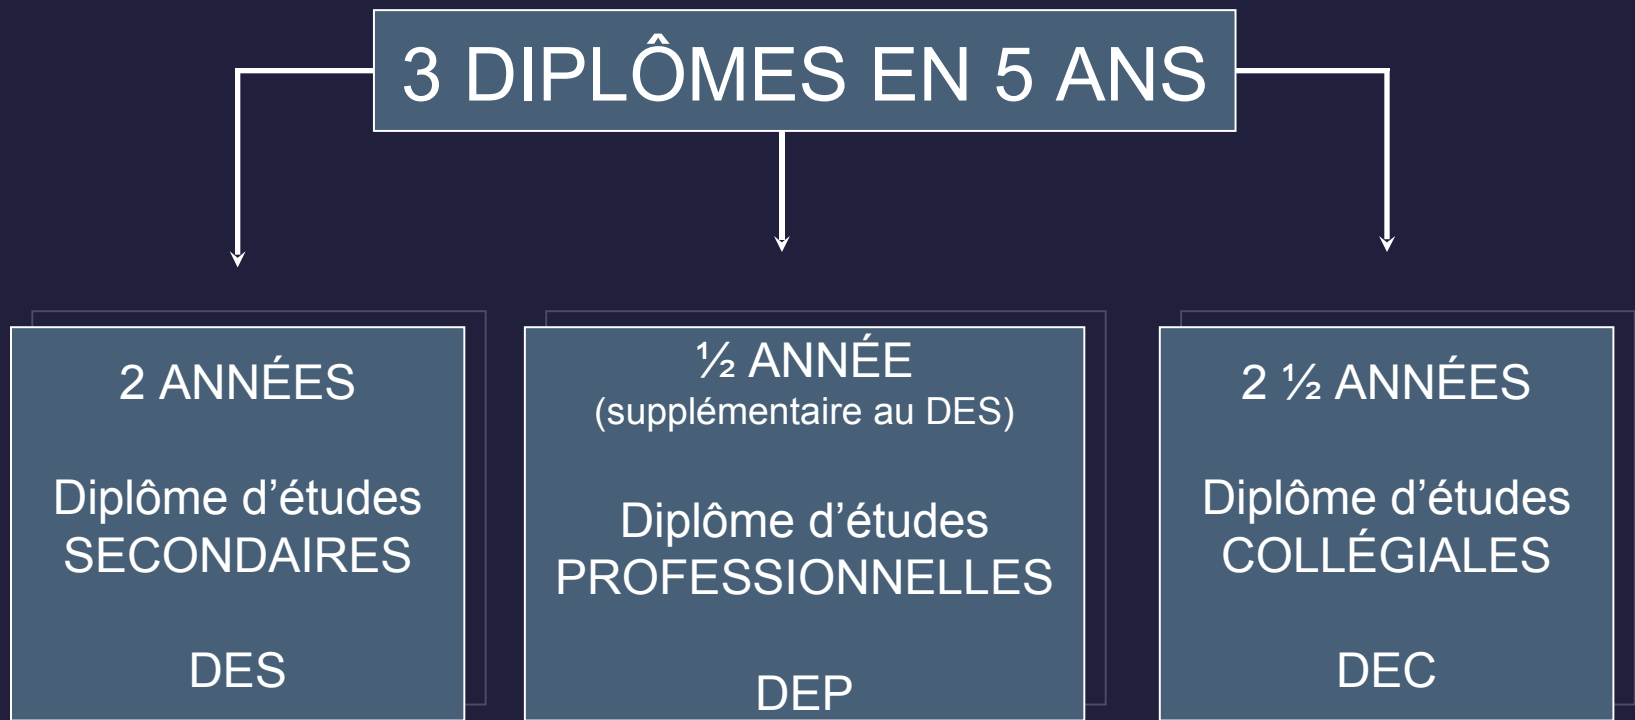 3 DIPLÔMES EN 5 ANS
2 ANNÉES
Diplôme d’études
SECONDAIRES
DES
½ ANNÉE
(supplémentaire au DES)
Diplôme d’études
PROFESSIONNELLES
DEP
2 ½ ANNÉES
Diplôme d’études
COLLÉGIALES
DEC